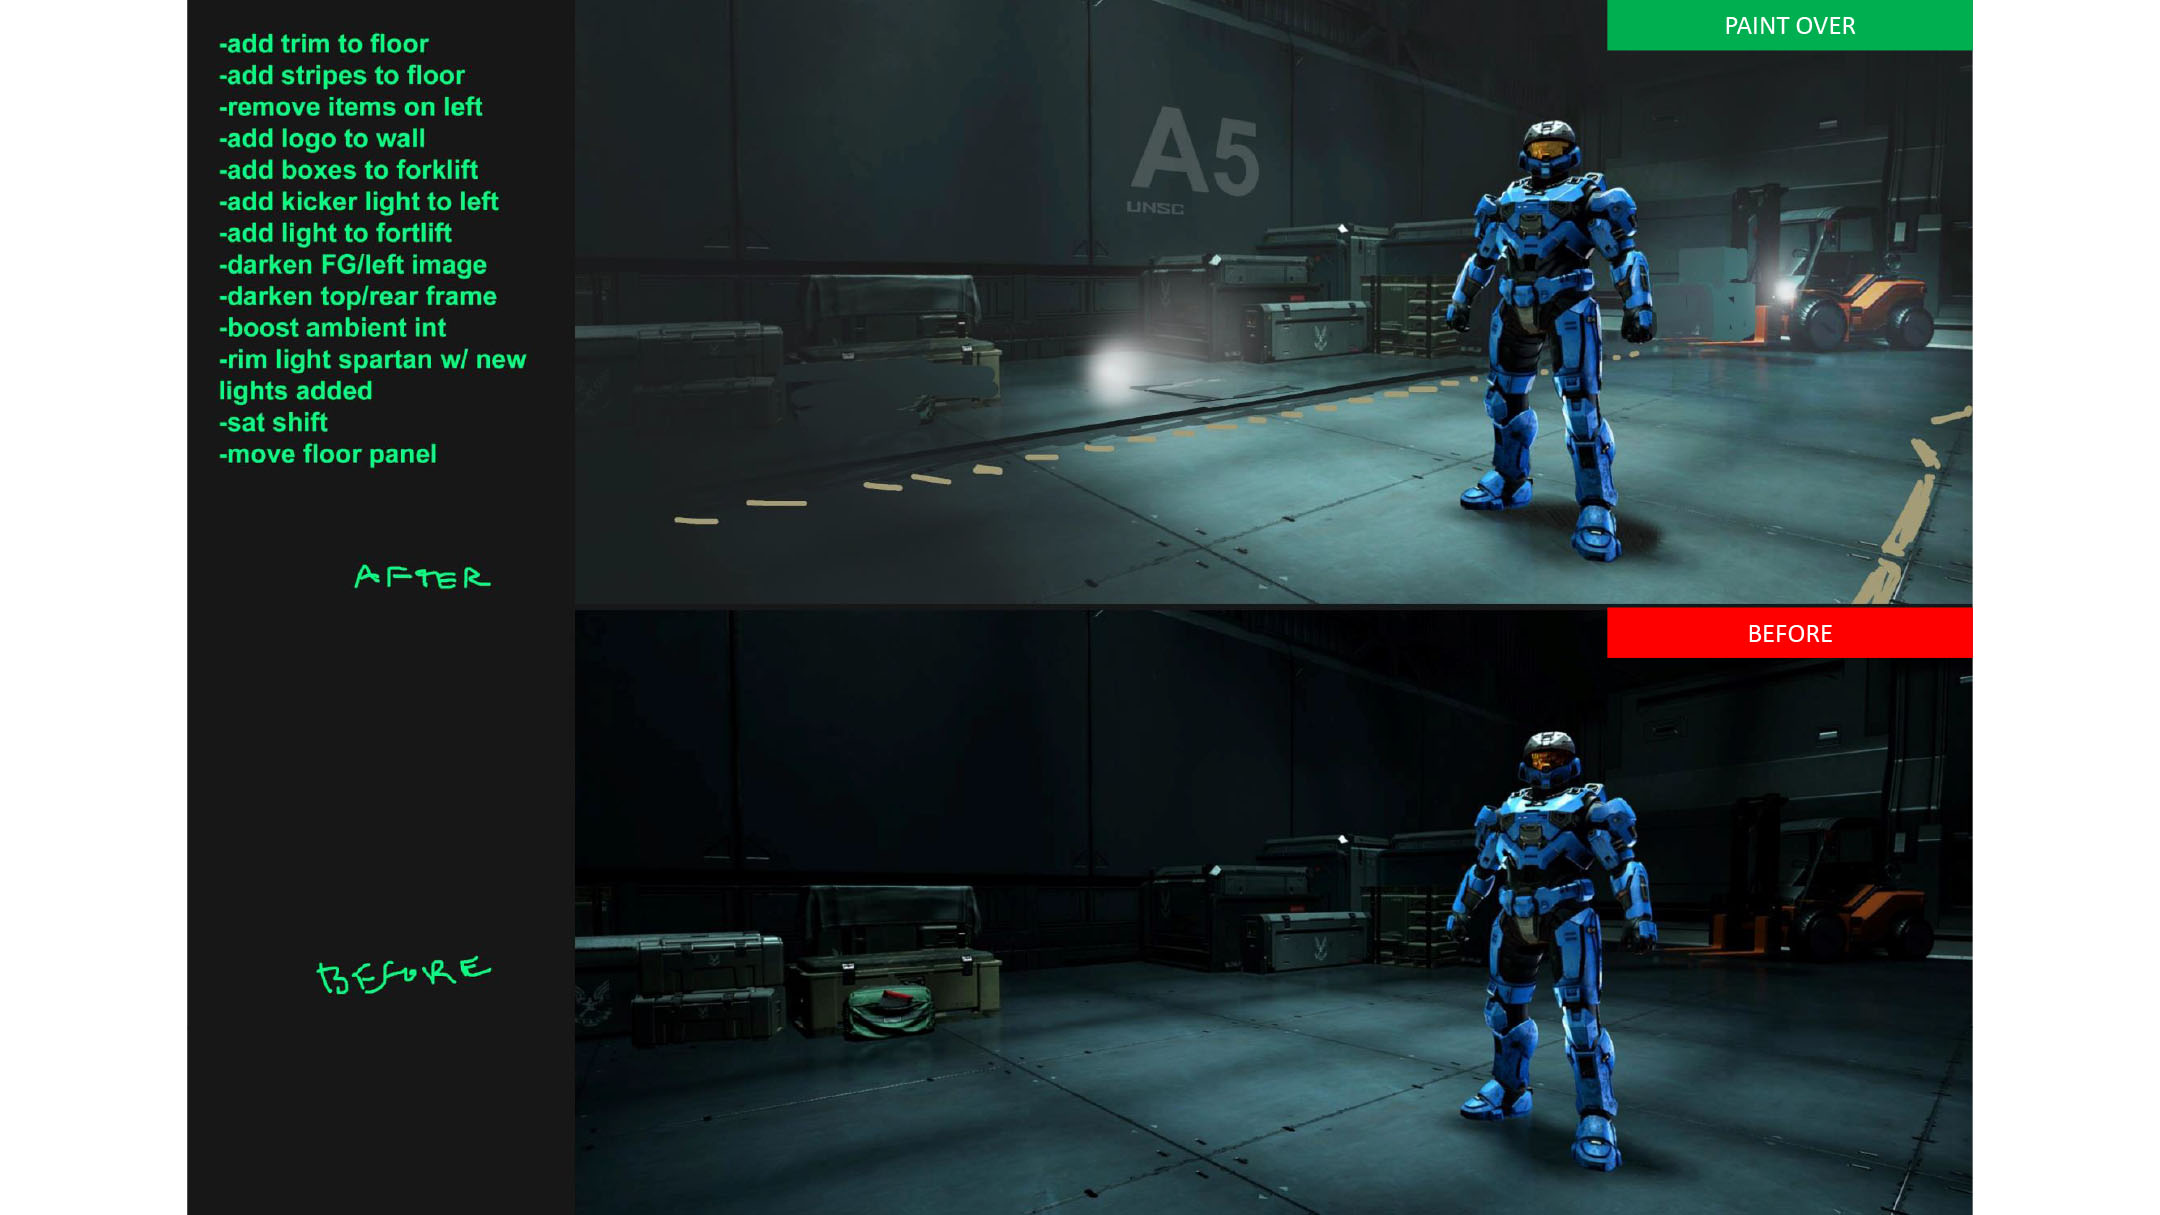 -add trim to floor
-add stripes to floor
-remove items on left
-add logo to wall
-add boxes to forklift
-add kicker light to left
-add light to fortlift
-darken FG/left image
-darken top/rear frame
-boost ambient int
-rim light spartan w/ new
lights added
-sat shift
-move floor panel
AFTER
BEFORE
PAINT OVER
A5
UNSC
BEFORE